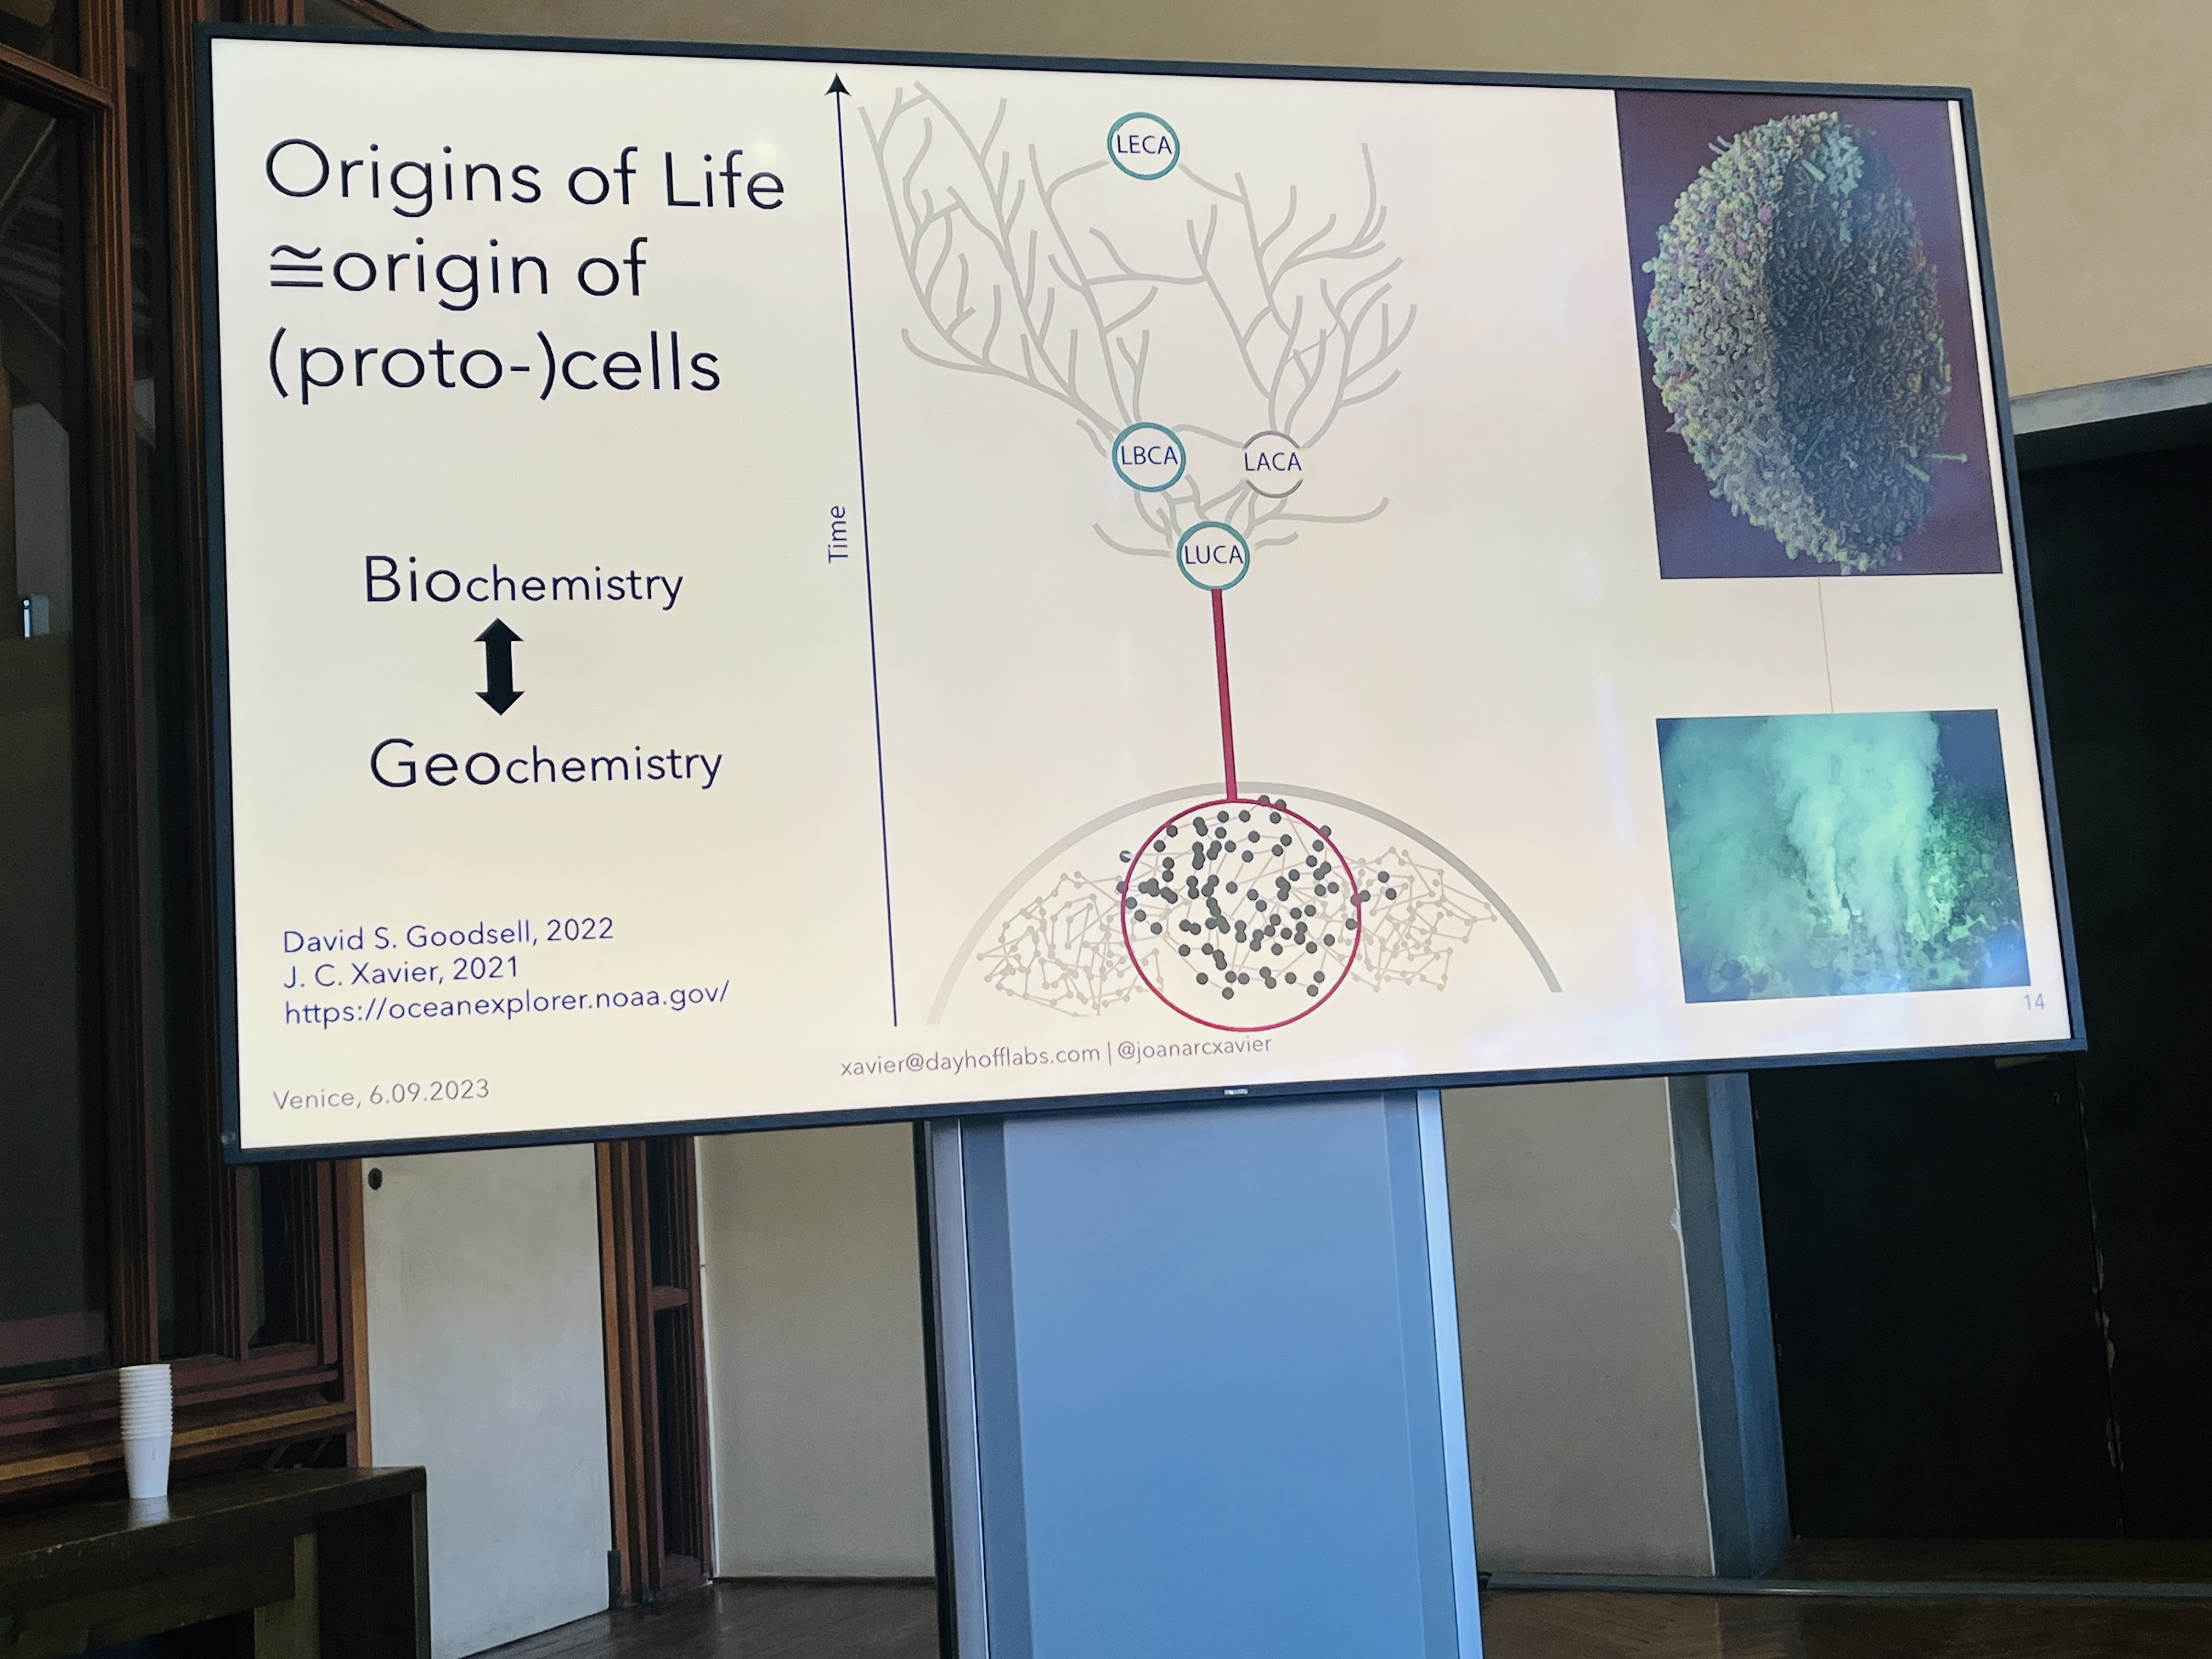 Origins of Life
≅origin of
(proto-)cells
Biochemistry
Geochemistry
David S. Goodsell, 2022
J. C. Xavier, 2021
https://oceanexplorer.noaa.gov/
Venice, 6.09.2023
Time
LECA
LBCA
LACA
LUCA
xavier@dayhofflabs.com | @joanarcxavier
14